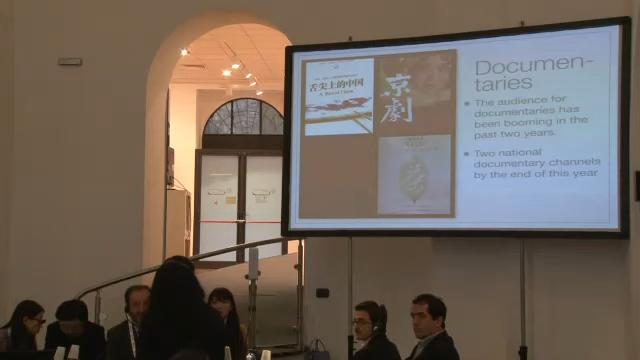 舌尖上的中国
A Bite of China
京
劇
Documen-
taries
The audience for
documentaries has
been booming in the
past two years.
Two national
documentary channels
by the end of this year